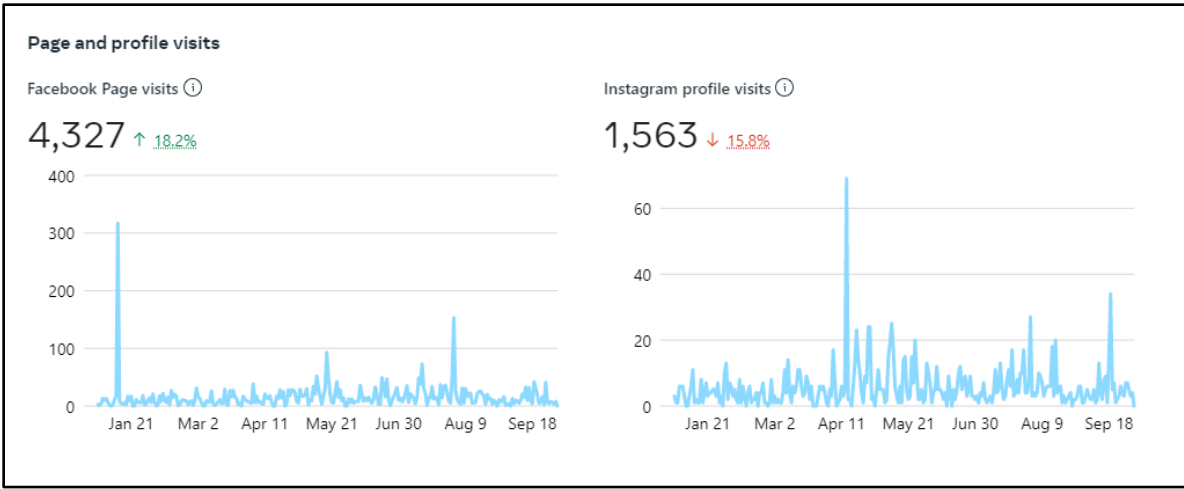 Page and profile visits
Facebook Page visits
4,327 ↑ 18.2%
400
300
200
100
0
Jan 21 Mar 2 Apr 11 May 21 Jun 30 Aug 9 Sep 18
Instagram profile visits
1,563 ↓ 15.8%
60
40
20
0
Jan 21 Mar 2 Apr 11 May 21 Jun 30 Aug 9 Sep 18